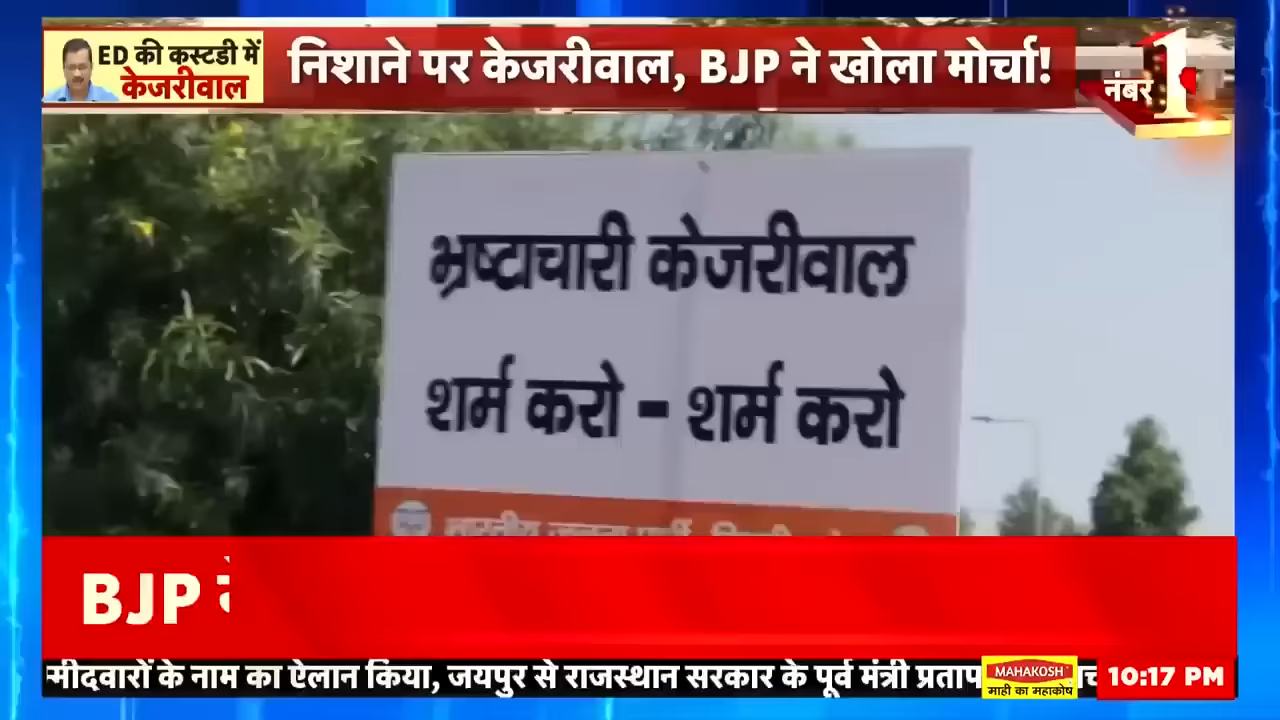 ED की कस्टडी में
केजरीवाल
निशाने पर केजरीवाल, BJP ने खोला मोर्चा!
नंबर 1
भ्रष्टाचारी केजरीवाल
शर्म करो - शर्म करो
BJP
मीदवारों के नाम का ऐलान किया, जयपुर से राजस्थान सरकार के पूर्व मंत्री प्रताप
MAHAKOSH
माही का महाकोष
10:17 PM